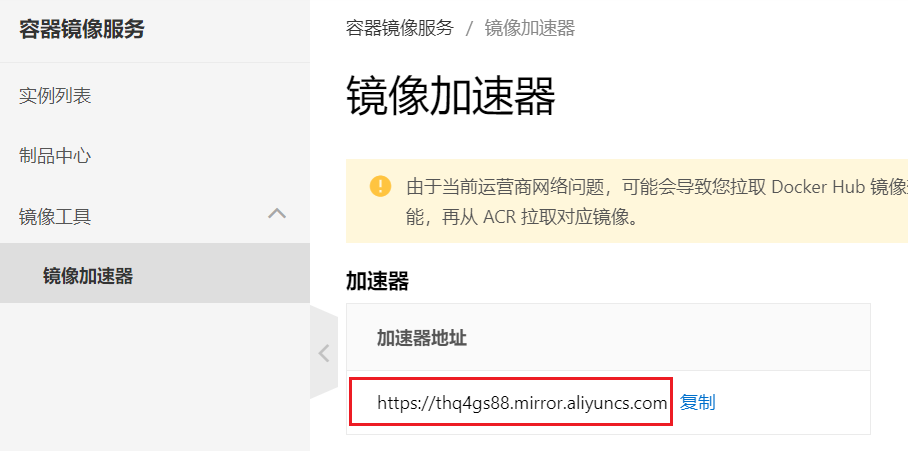 容器镜像服务
容器镜像服务 / 镜像加速器
实例列表
镜像加速器
制品中心
由于当前运营商网络问题，可能会导致您拉取 Docker Hub 镜像
能，再从 ACR 拉取对应镜像。
镜像工具
镜像加速器
加速器
加速器地址
https://thq4gs88.mirror.aliyuncs.com 复制